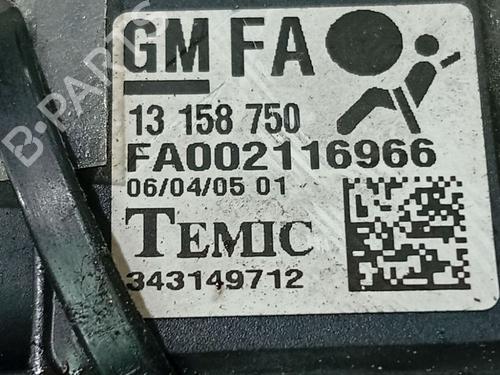 GM FA
13 158 750
FA002116966
06/04/05 01
TEMIC
343149712
B-PARTS